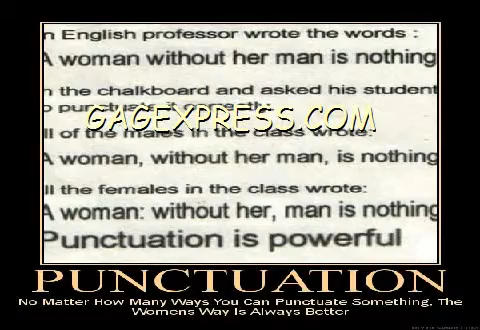 n English professor wrote the words :
A woman without her man is nothing
n the chalkboard and asked his student
GAGEXPRESS.COM
ll of the males in the class wrote:
A woman, without her man, is nothing
ll the females in the class wrote:
A woman: without her, man is nothing
Punctuation is powerful
PUNCTUATION
No Matter How Many Ways You Can Punctuate Something, The
Womens Way Is Always Better